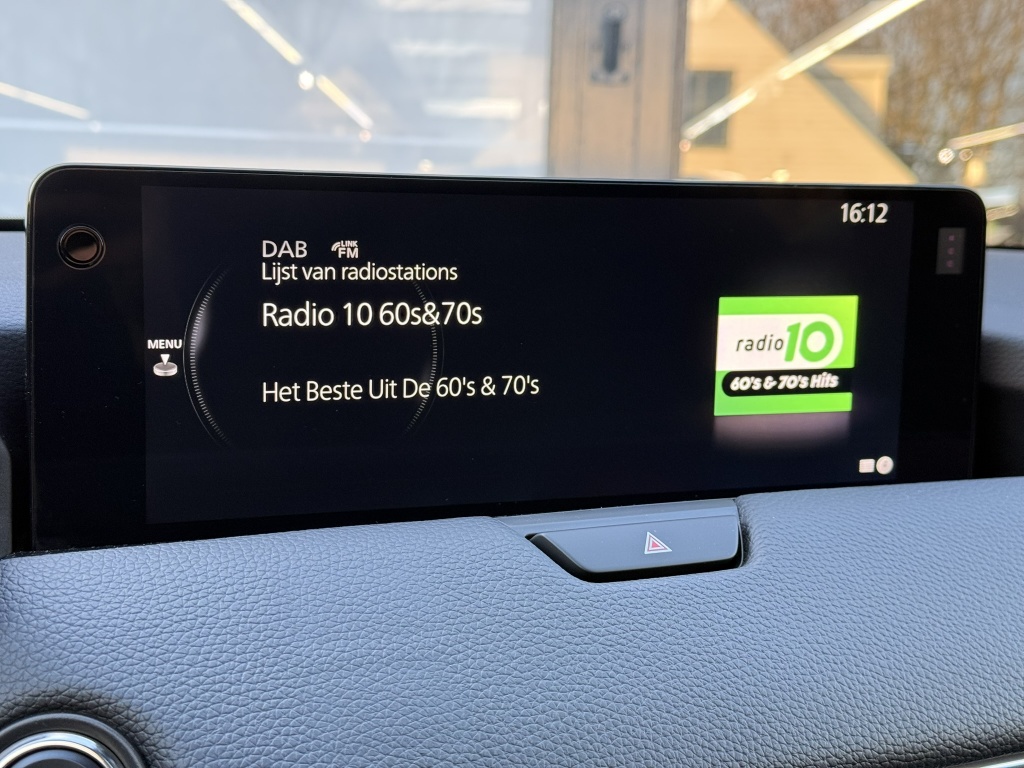 16:12
DAB LINK FM
Lijst van radiostations
Radio 10 60s&70s
MENU
Het Beste Uit De 60's & 70's
radio 10
60's & 70's Hits